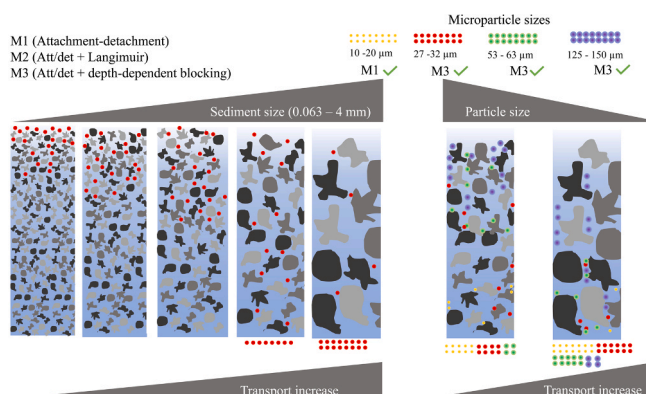 Microparticle sizes
M1 (Attachment-detachment)
M2 (Att/det + Langimuir)
M3 (Att/det + depth-dependent blocking)
10 -20 µm 27-32 µm 53 - 63 µm 125 - 150 µm
M1 M3 M3 M3
Sediment size (0.063 – 4 mm) Particle size
Transport increase Transport increase